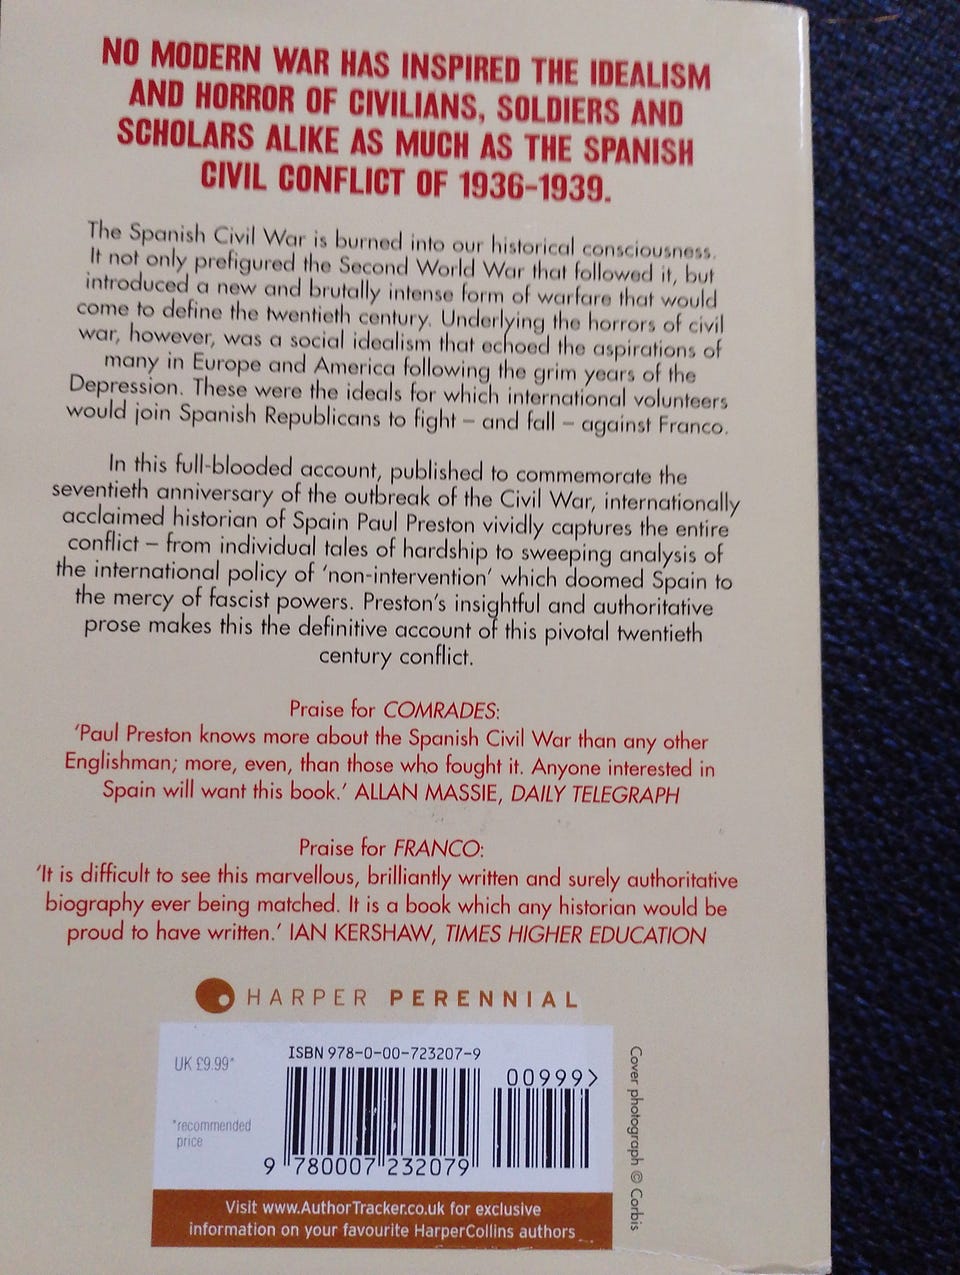 NO MODERN WAR HAS INSPIRED THE IDEALISM
AND HORROR OF CIVILIANS, SOLDIERS AND
SCHOLARS ALIKE AS MUCH AS THE SPANISH
CIVIL CONFLICT OF 1936-1939.
The Spanish Civil War is burned into our historical consciousness.
It not only prefigured the Second World War that followed it, but
introduced a new and brutally intense form of warfare that would
come to define the twentieth century. Underlying the horrors of civil
war, however, was a social idealism that echoed the aspirations of
many in Europe and America following the grim years of the
Depression. These were the ideals for which international volunteers
would join Spanish Republicans to fight – and fall – against Franco.
In this full-blooded account, published to commemorate the
seventieth anniversary of the outbreak of the Civil War, internationally
acclaimed historian of Spain Paul Preston vividly captures the entire
conflict – from individual tales of hardship to sweeping analysis of
the international policy of ‘non-intervention’ which doomed Spain to
the mercy of fascist powers. Preston’s insightful and authoritative
prose makes this the definitive account of this pivotal twentieth
century conflict.
Praise for COMRADES:
‘Paul Preston knows more about the Spanish Civil War than any other
Englishman; more, even, than those who fought it. Anyone interested in
Spain will want this book.’ ALLAN MASSIE, DAILY TELEGRAPH
Praise for FRANCO:
‘It is difficult to see this marvellous, brilliantly written and surely authoritative
biography ever being matched. It is a book which any historian would be
proud to have written.’ IAN KERSHAW, TIMES HIGHER EDUCATION
HARPER PERENNIAL
UK £9.99*
*recommended
price
ISBN 978-0-00-723207-9
00999>
9 780007 232079
Cover photograph © Corbis
Visit www.AuthorTracker.co.uk for exclusive
information on your favourite HarperCollins authors